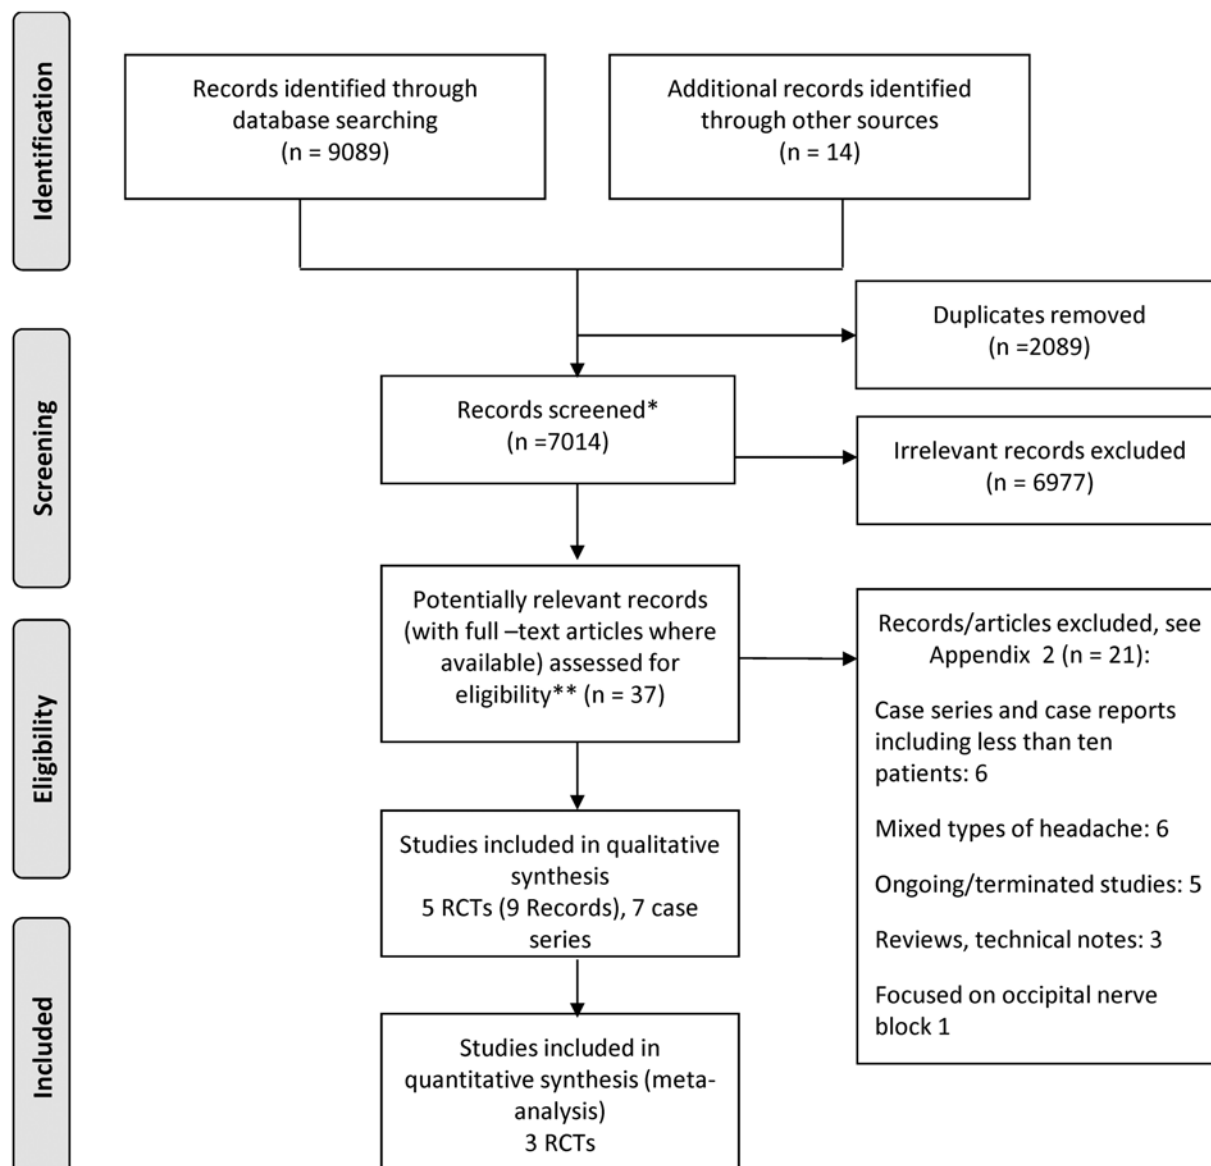 Identification
Records identified through
database searching
(n = 9089)
Additional records identified
through other sources
(n = 14)
Duplicates removed
(n =2089)
Screening
Records screened*
(n =7014)
Irrelevant records excluded
(n = 6977)
Eligibility
Potentially relevant records
(with full –text articles where
available) assessed for
eligibility** (n = 37)
Records/articles excluded, see
Appendix 2 (n = 21):
Case series and case reports
including less than ten
patients: 6
Mixed types of headache: 6
Ongoing/terminated studies: 5
Reviews, technical notes: 3
Focused on occipital nerve
block 1
Studies included in qualitative
synthesis
5 RCTs (9 Records), 7 case
series
Included
Studies included in
quantitative synthesis (meta-
analysis)
3 RCTs